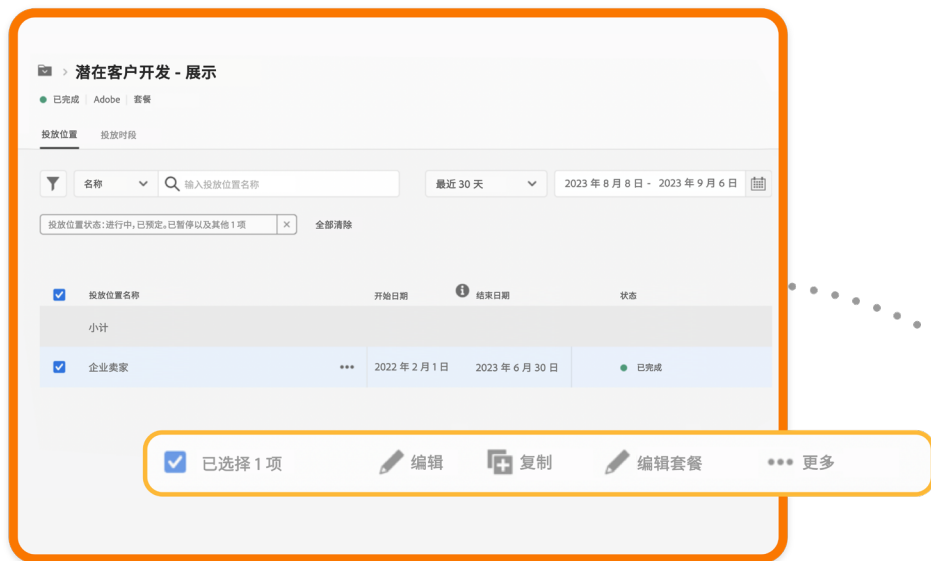 潜在客户开发 - 展示
已完成 Adobe 套餐
投放位置 投放时段
名称 输入投放位置名称 最近 30 天 2023 年 8 月 8 日 - 2023 年 9 月 6 日
投放位置状态：进行中，已预定。已暂停以及其他 1 项 × 全部清除
投放位置名称 开始日期 结束日期 状态
小计
企业卖家 ••• 2022 年 2 月 1 日 2023 年 6 月 30 日 已完成
已选择 1 项 编辑 复制 编辑套餐 ••• 更多